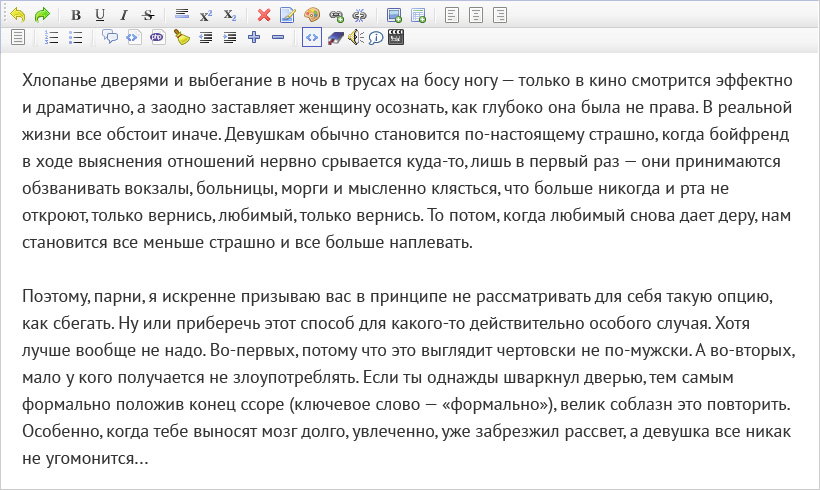 B U I S x² x₂
php
Хлопанье дверями и выбегание в ночь в трусах на босу ногу — только в кино смотрится эффектно
и драматично, а заодно заставляет женщину осознать, как глубоко она была не права. В реальной
жизни все обстоит иначе. Девушкам обычно становится по-настоящему страшно, когда бойфренд
в ходе выяснения отношений нервно срывается куда-то, лишь в первый раз — они принимаются
обзванивать вокзалы, больницы, морги и мысленно клясться, что больше никогда и рта не
откроют, только вернись, любимый, только вернись. То потом, когда любимый снова дает деру, нам
становится все меньше страшно и все больше наплевать.
Поэтому, парни, я искренне призываю вас в принципе не рассматривать для себя такую опцию,
как сбегать. Ну или приберечь этот способ для какого-то действительно особого случая. Хотя
лучше вообще не надо. Во-первых, потому что это выглядит чертовски не по-мужски. А во-вторых,
мало у кого получается не злоупотреблять. Если ты однажды шваркнул дверью, тем самым
формально положив конец ссоре (ключевое слово — «формально»), велик соблазн это повторить.
Особенно, когда тебе выносят мозг долго, увлеченно, уже забрезжил рассвет, а девушка все никак
не угомонится...